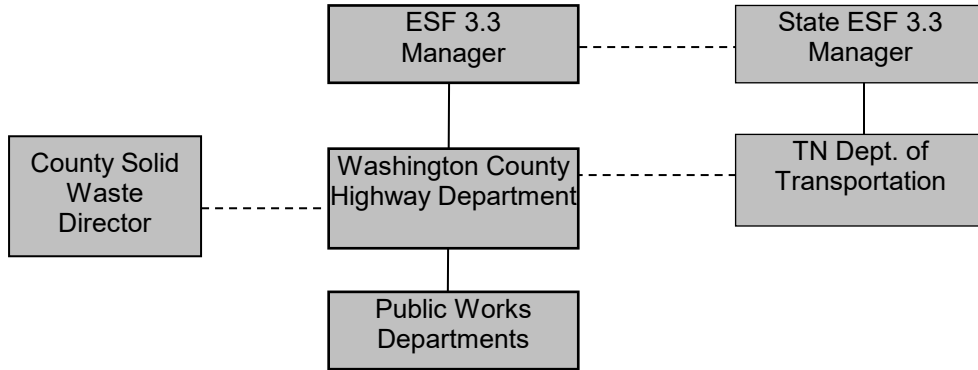 ESF 3.3
Manager
State ESF 3.3
Manager
County Solid
Waste
Director
Washington County
Highway Department
TN Dept. of
Transportation
Public Works
Departments